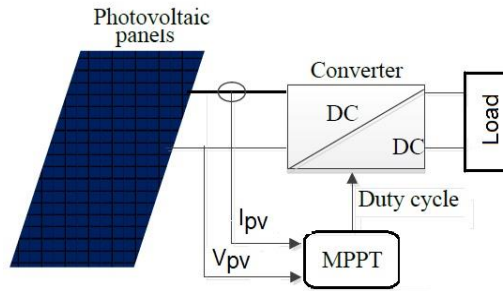 Photovoltaic
panels
Converter
DC
DC
Load
Duty cycle
Ipv
Vpv
MPPT